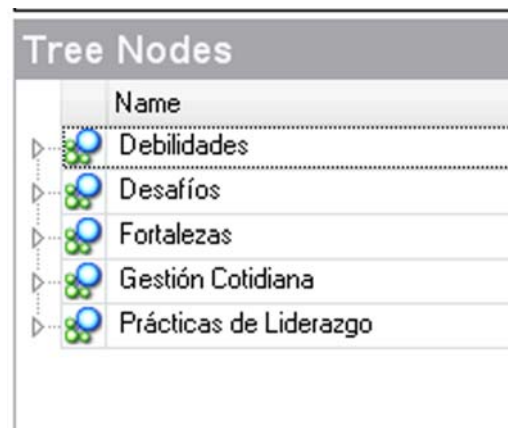 Tree Nodes
Name
Debilidades
Desafíos
Fortalezas
Gestión Cotidiana
Prácticas de Liderazgo